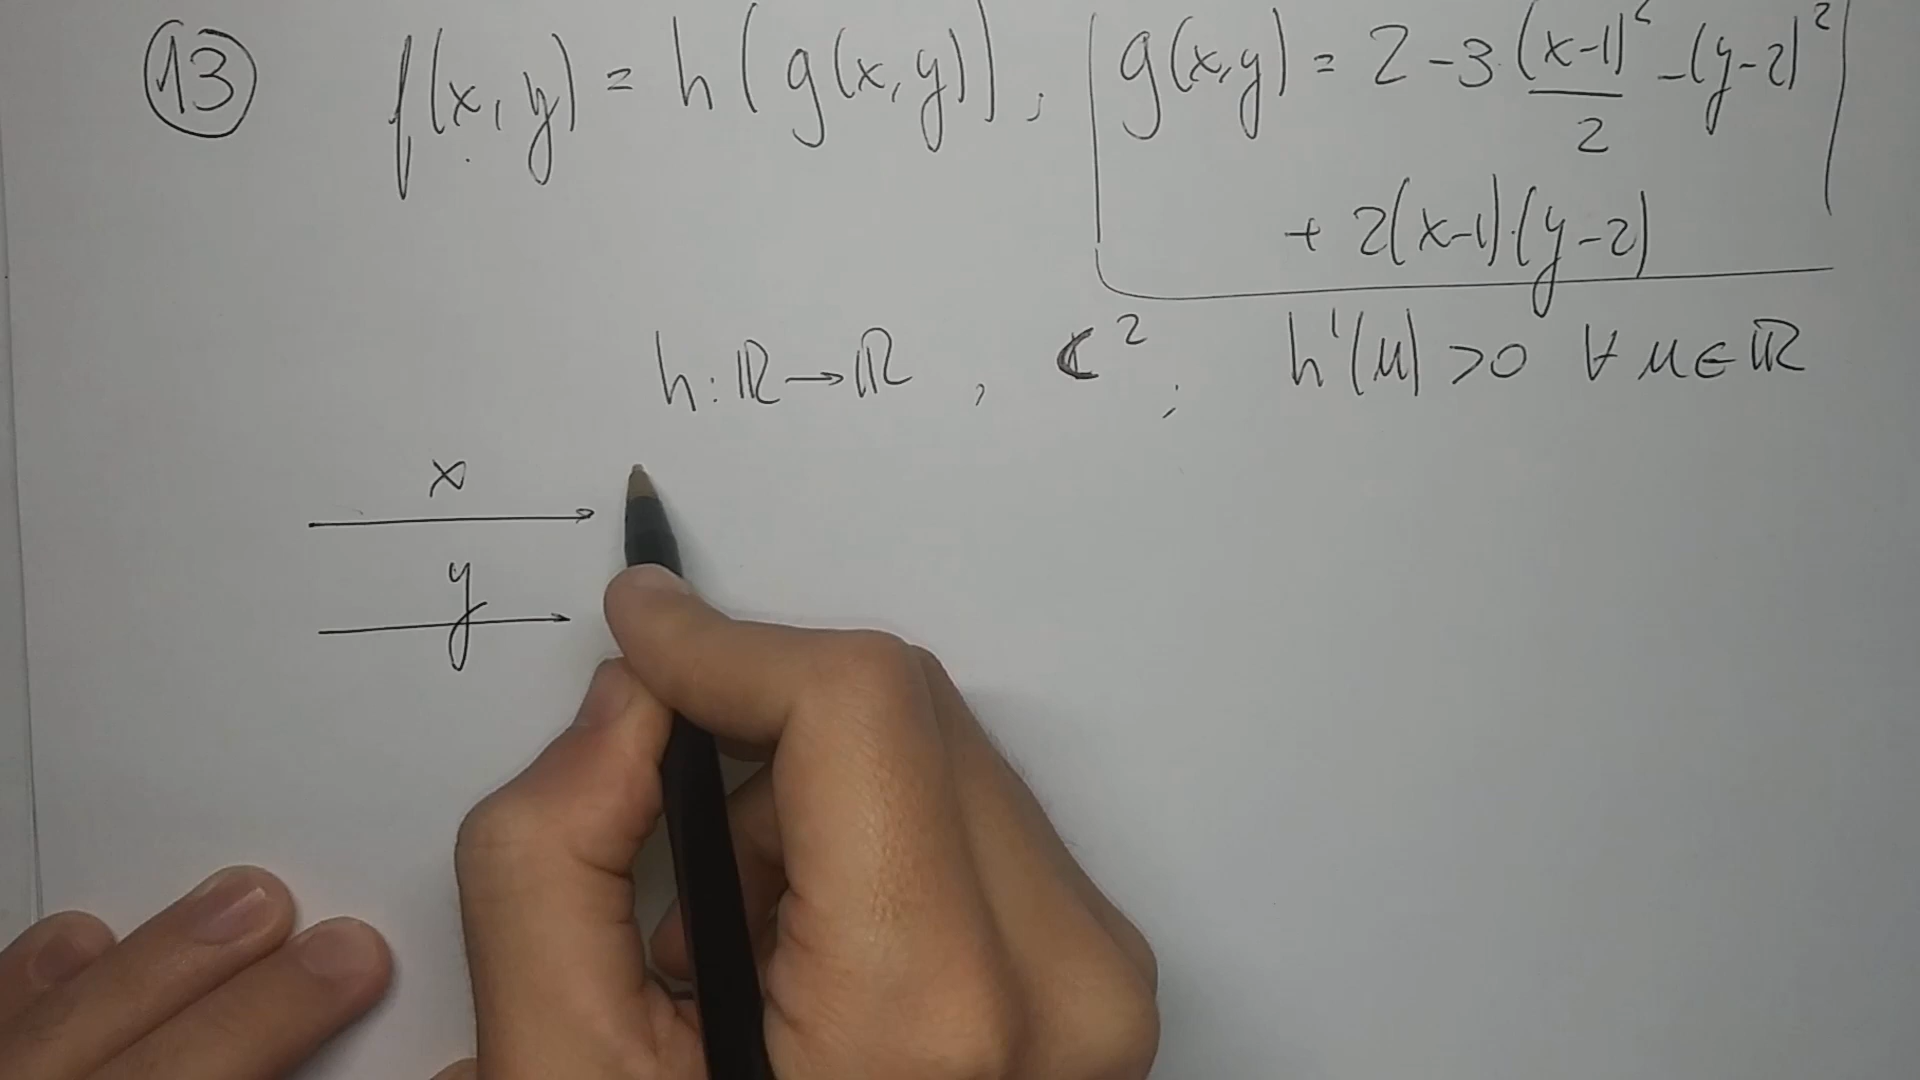 13 f(x,y) = h(g(x,y)), g(x,y) = 2 - 3 (x-1)²/2 - (y-2)²
+ 2(x-1)·(y-2)
h: ℝ → ℝ, C²; h'(u) > 0 ∀ u ∈ ℝ
x
y